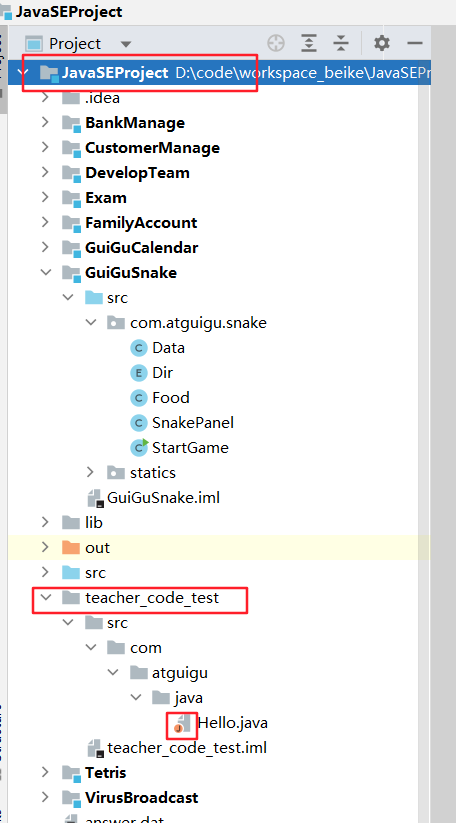 JavaSEProject
Project
JavaSEProject D:\code\workspace_beike\JavaSEPr
.idea
BankManage
CustomerManage
DevelopTeam
Exam
FamilyAccount
GuiGuCalendar
GuiGuSnake
src
com.atguigu.snake
C Data
E Dir
C Food
C SnakePanel
C StartGame
statics
GuiGuSnake.iml
lib
out
src
teacher_code_test
src
com
atguigu
java
J Hello.java
teacher_code_test.iml
Tetris
VirusBroadcast
answer.dat